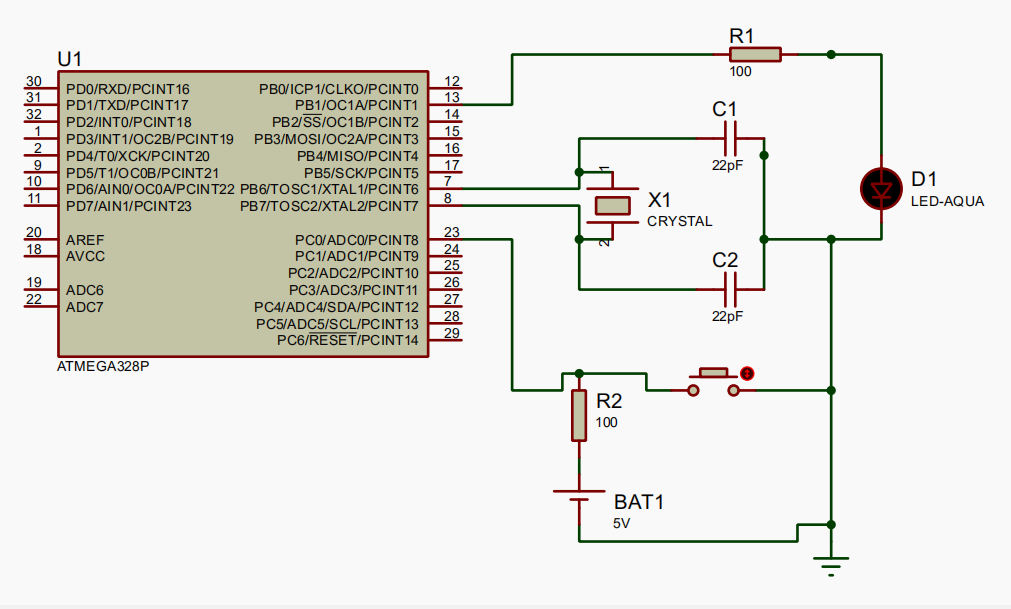 U1
30 PD0/RXD/PCINT16 PB0/ICP1/CLKO/PCINT0 12
31 PD1/TXD/PCINT17 PB1/OC1A/PCINT1 13
32 PD2/INT0/PCINT18 PB2/SS/OC1B/PCINT2 14
1 PD3/INT1/OC2B/PCINT19 PB3/MOSI/OC2A/PCINT3 15
2 PD4/T0/XCK/PCINT20 PB4/MISO/PCINT4 16
9 PD5/T1/OC0B/PCINT21 PB5/SCK/PCINT5 17
10 PD6/AIN0/OC0A/PCINT22 PB6/TOSC1/XTAL1/PCINT6 7
11 PD7/AIN1/PCINT23 PB7/TOSC2/XTAL2/PCINT7 8
20 AREF PC0/ADC0/PCINT8 23
18 AVCC PC1/ADC1/PCINT9 24
PC2/ADC2/PCINT10 25
19 ADC6 PC3/ADC3/PCINT11 26
22 ADC7 PC4/ADC4/SDA/PCINT12 27
PC5/ADC5/SCL/PCINT13 28
PC6/RESET/PCINT14 29
ATMEGA328P
R1
100
C1
22pF
1
X1
CRYSTAL
2
C2
22pF
D1
LED-AQUA
R2
100
BAT1
5V